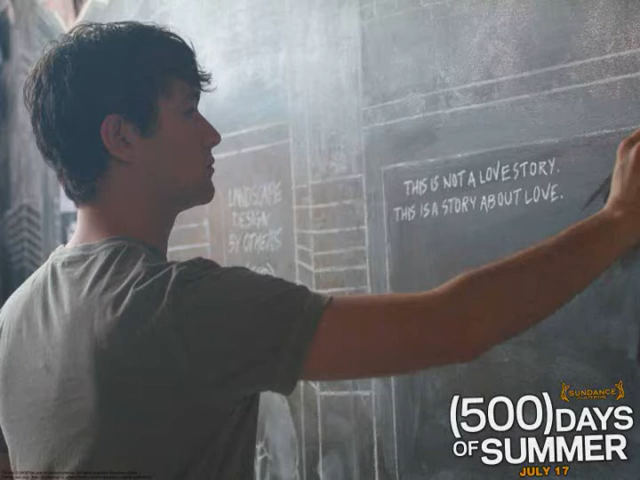 LANDSCAPE
DESIGN
BY OTHERS
THIS IS NOT A LOVE STORY.
THIS IS A STORY ABOUT LOVE.
SUNDANCE
(500) DAYS
OF SUMMER
JULY 17